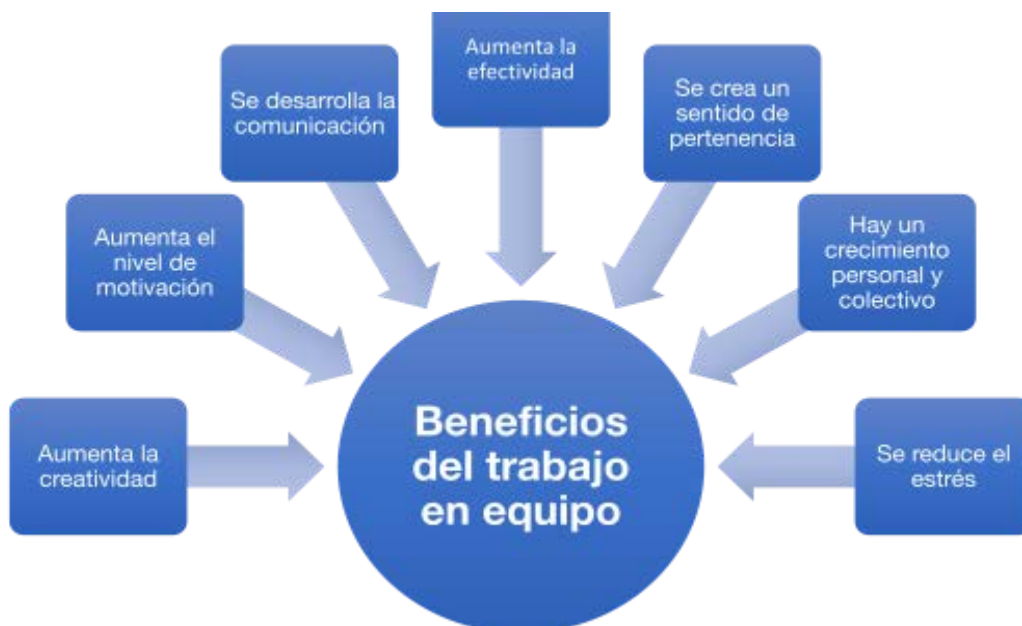 Aumenta la
efectividad
Se desarrolla la
comunicación
Se crea un
sentido de
pertenencia
Aumenta el
nivel de
motivación
Hay un
crecimiento
personal y
colectivo
Aumenta la
creatividad
Beneficios
del trabajo
en equipo
Se reduce el
estrés